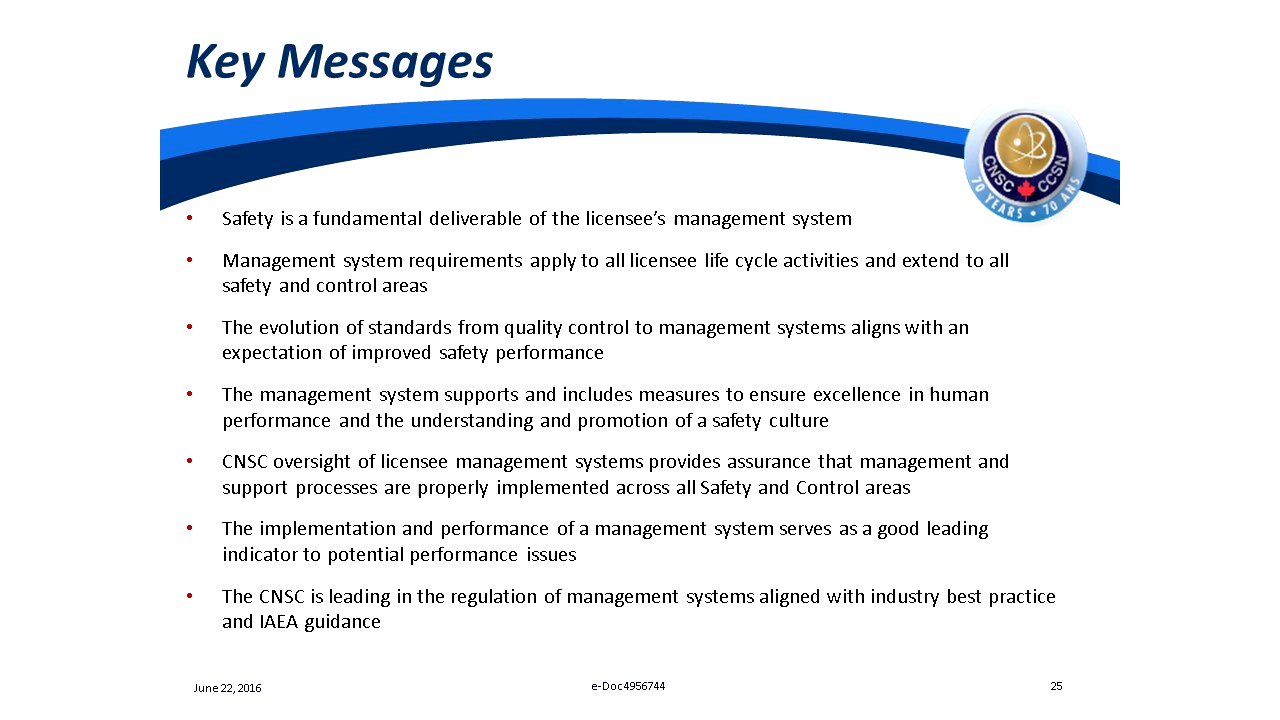 Key Messages
CNSC CCSN
70 YEARS • 70 ANS
• Safety is a fundamental deliverable of the licensee’s management system
• Management system requirements apply to all licensee life cycle activities and extend to all
safety and control areas
• The evolution of standards from quality control to management systems aligns with an
expectation of improved safety performance
• The management system supports and includes measures to ensure excellence in human
performance and the understanding and promotion of a safety culture
• CNSC oversight of licensee management systems provides assurance that management and
support processes are properly implemented across all Safety and Control areas
• The implementation and performance of a management system serves as a good leading
indicator to potential performance issues
• The CNSC is leading in the regulation of management systems aligned with industry best practice
and IAEA guidance
June 22, 2016
e-Doc4956744
25